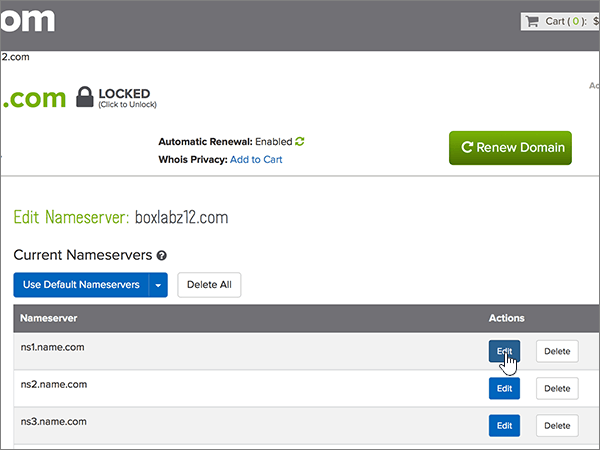 om
Cart ( 0 ): $
2.com
.com
LOCKED
(Click to Unlock)
Automatic Renewal: Enabled
Whois Privacy: Add to Cart
Renew Domain
Edit Nameserver: boxlabz12.com
Current Nameservers ?
Use Default Nameservers
Delete All
Nameserver Actions
ns1.name.com Edit Delete
ns2.name.com Edit Delete
ns3.name.com Edit Delete